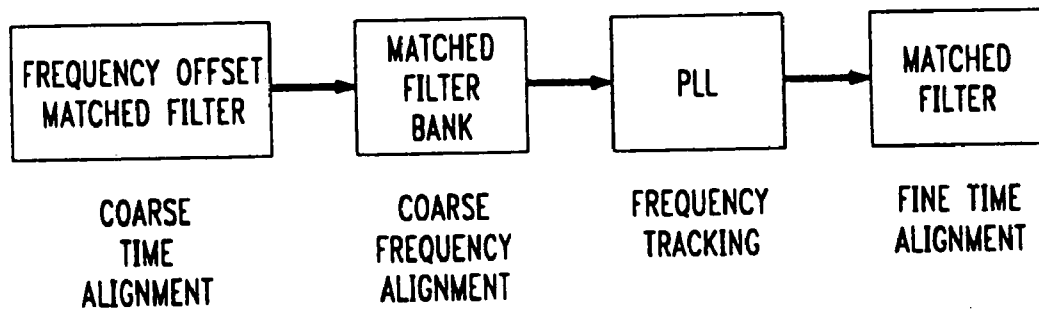 FREQUENCY OFFSET
MATCHED FILTER
MATCHED
FILTER
BANK
PLL
MATCHED
FILTER
COARSE
TIME
ALIGNMENT
COARSE
FREQUENCY
ALIGNMENT
FREQUENCY
TRACKING
FINE TIME
ALIGNMENT